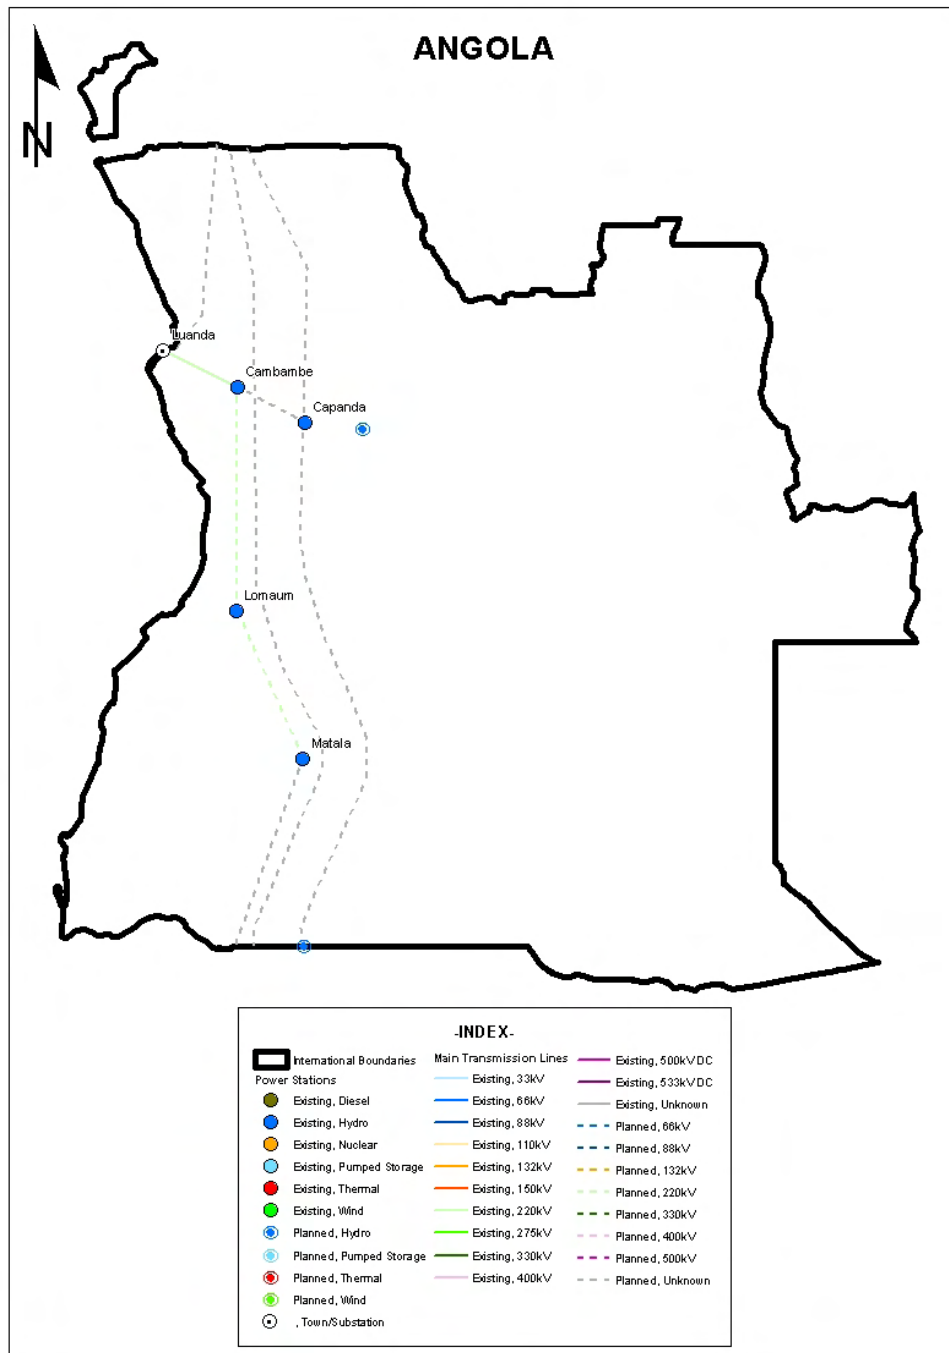 ANGOLA
N
Luanda
Cambambe
Capanda
Lomaum
Matala
-INDEX-
International Boundaries
Power Stations
Existing, Diesel
Existing, Hydro
Existing, Nuclear
Existing, Pumped Storage
Existing, Thermal
Existing, Wind
Planned, Hydro
Planned, Pumped Storage
Planned, Thermal
Planned, Wind
, Town/Substation
Main Transmission Lines
Existing, 33kV
Existing, 66kV
Existing, 88kV
Existing, 110kV
Existing, 132kV
Existing, 150kV
Existing, 220kV
Existing, 275kV
Existing, 330kV
Existing, 400kV
Existing, 500kV DC
Existing, 533kV DC
Existing, Unknown
Planned, 66kV
Planned, 88kV
Planned, 132kV
Planned, 220kV
Planned, 330kV
Planned, 400kV
Planned, 500kV
Planned, Unknown